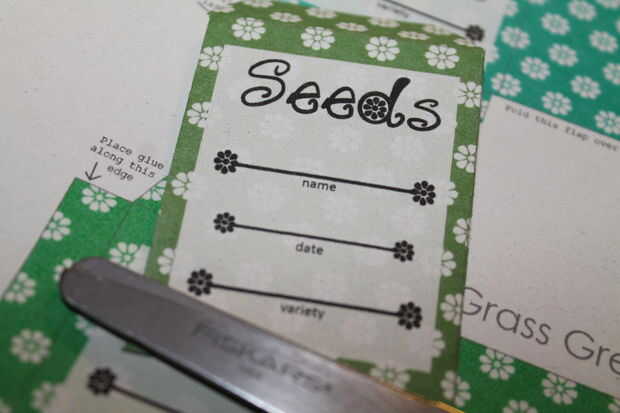 Seeds
name
date
variety
Place glue
along this
edge
Fold this flap over
Grass Gre
FISKARS